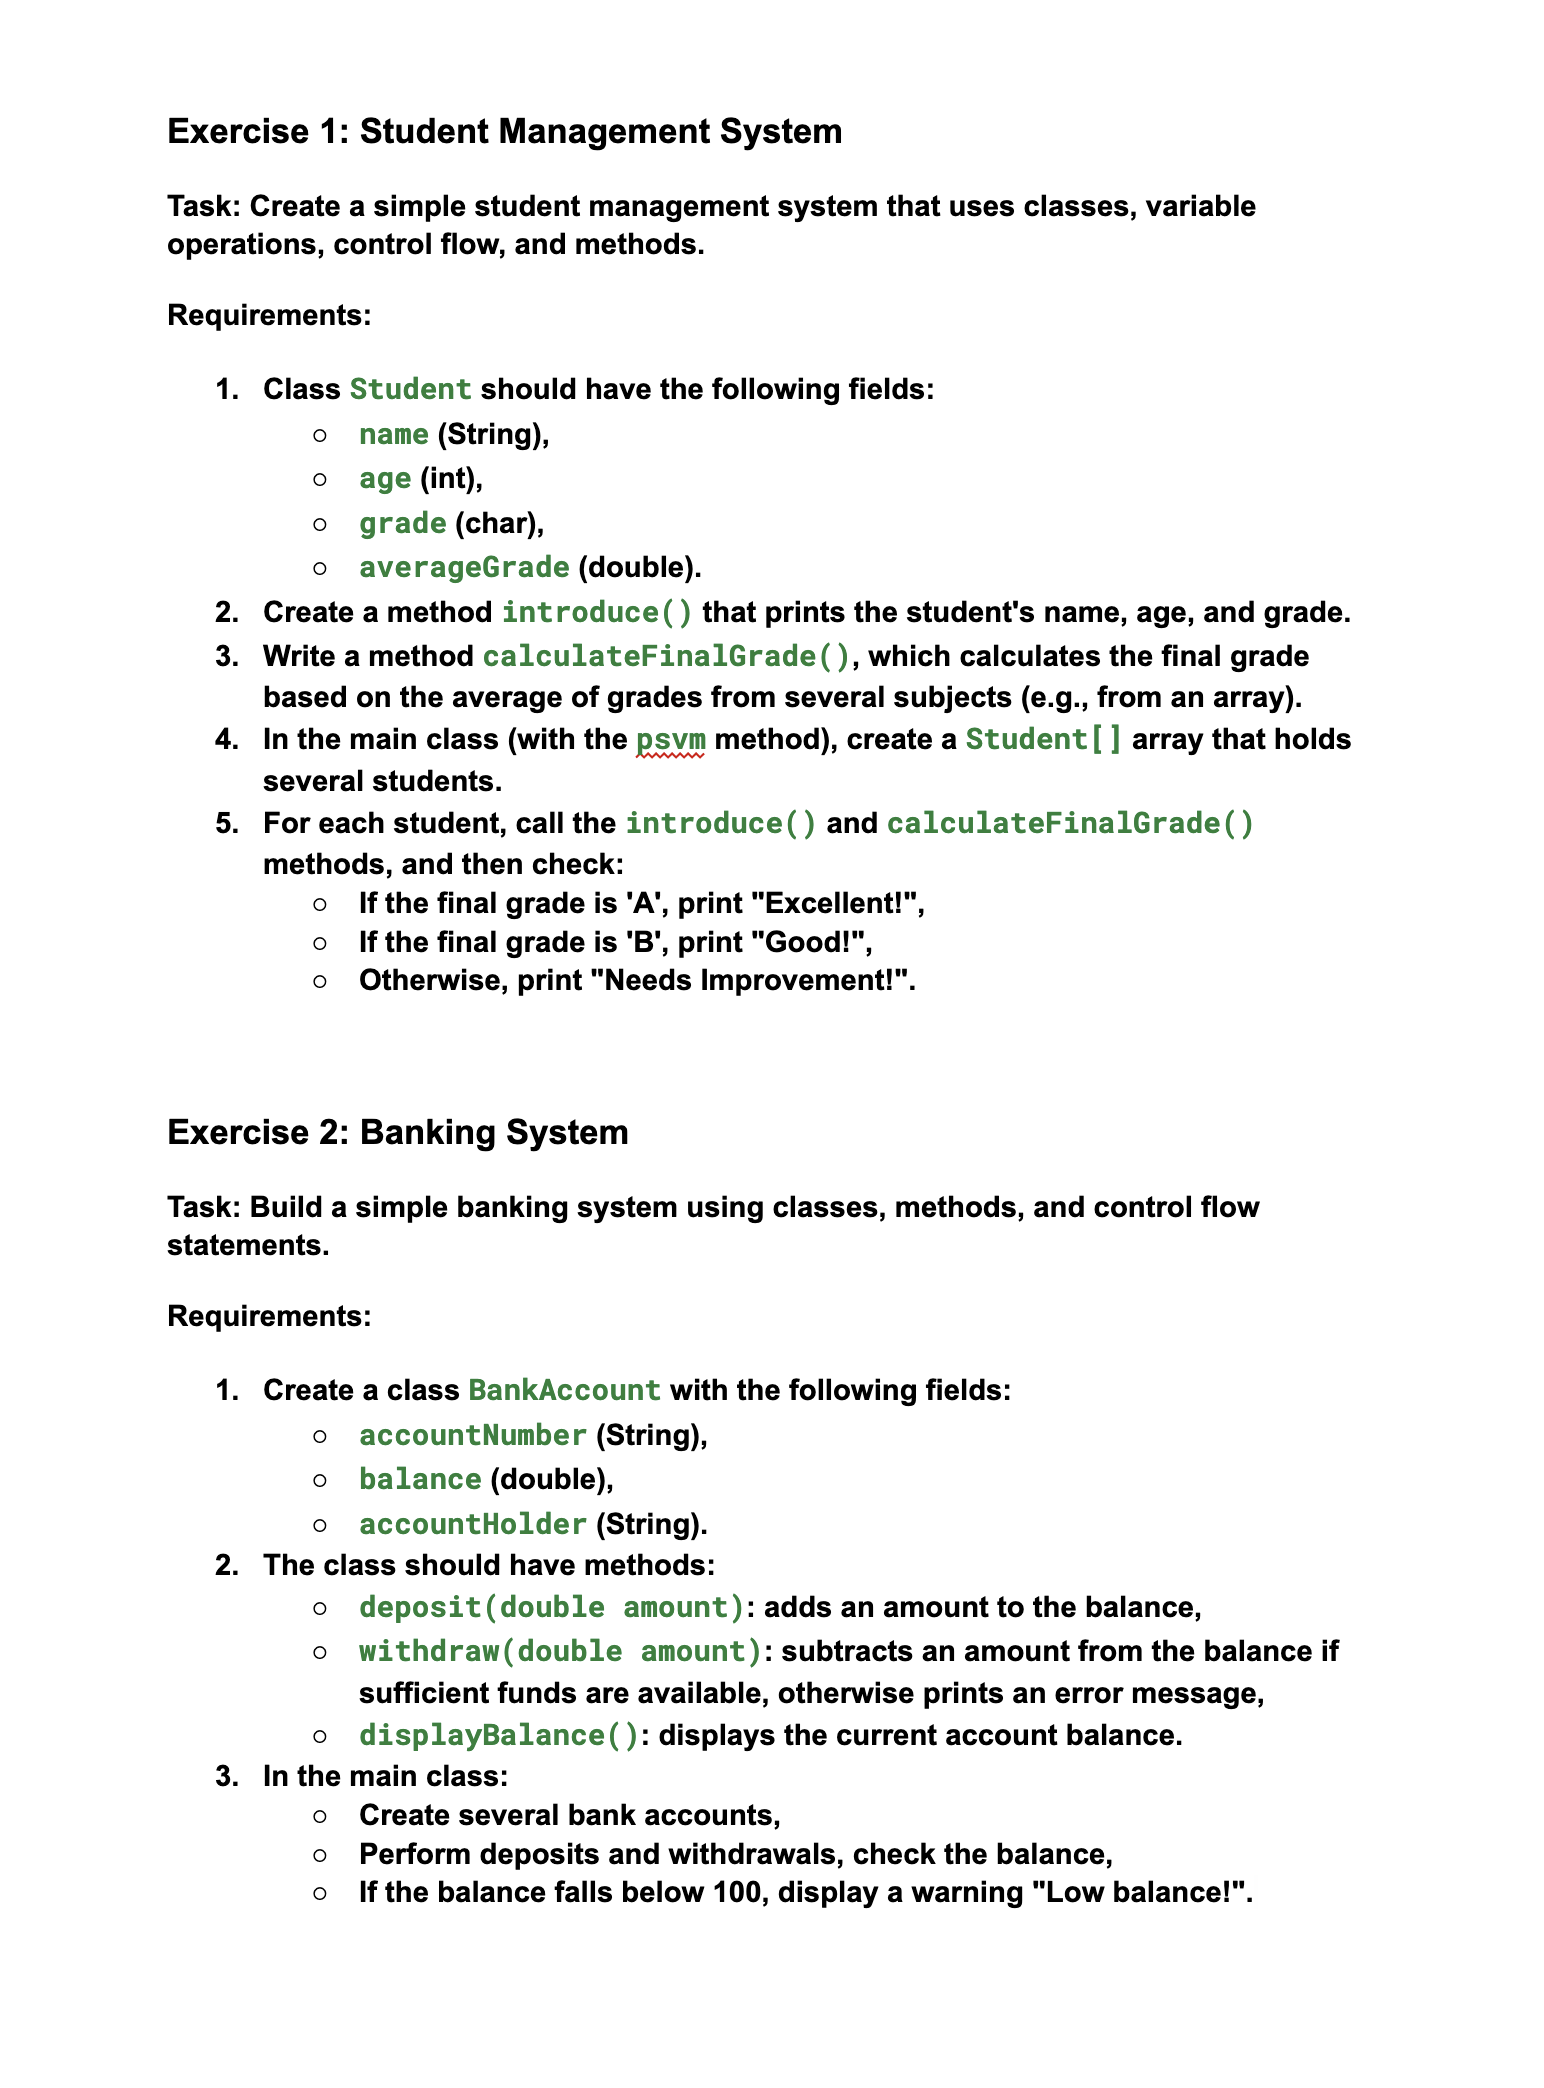 Exercise 1: Student Management System
Task: Create a simple student management system that uses classes, variable
operations, control flow, and methods.
Requirements:
1. Class Student should have the following fields:
○ name (String),
○ age (int),
○ grade (char),
○ averageGrade (double).
2. Create a method introduce() that prints the student's name, age, and grade.
3. Write a method calculateFinalGrade(), which calculates the final grade
based on the average of grades from several subjects (e.g., from an array).
4. In the main class (with the psvm method), create a Student[] array that holds
several students.
5. For each student, call the introduce() and calculateFinalGrade()
methods, and then check:
○ If the final grade is 'A', print "Excellent!",
○ If the final grade is 'B', print "Good!",
○ Otherwise, print "Needs Improvement!".
Exercise 2: Banking System
Task: Build a simple banking system using classes, methods, and control flow
statements.
Requirements:
1. Create a class BankAccount with the following fields:
○ accountNumber (String),
○ balance (double),
○ accountHolder (String).
2. The class should have methods:
○ deposit(double amount): adds an amount to the balance,
○ withdraw(double amount): subtracts an amount from the balance if
sufficient funds are available, otherwise prints an error message,
○ displayBalance(): displays the current account balance.
3. In the main class:
○ Create several bank accounts,
○ Perform deposits and withdrawals, check the balance,
○ If the balance falls below 100, display a warning "Low balance!".